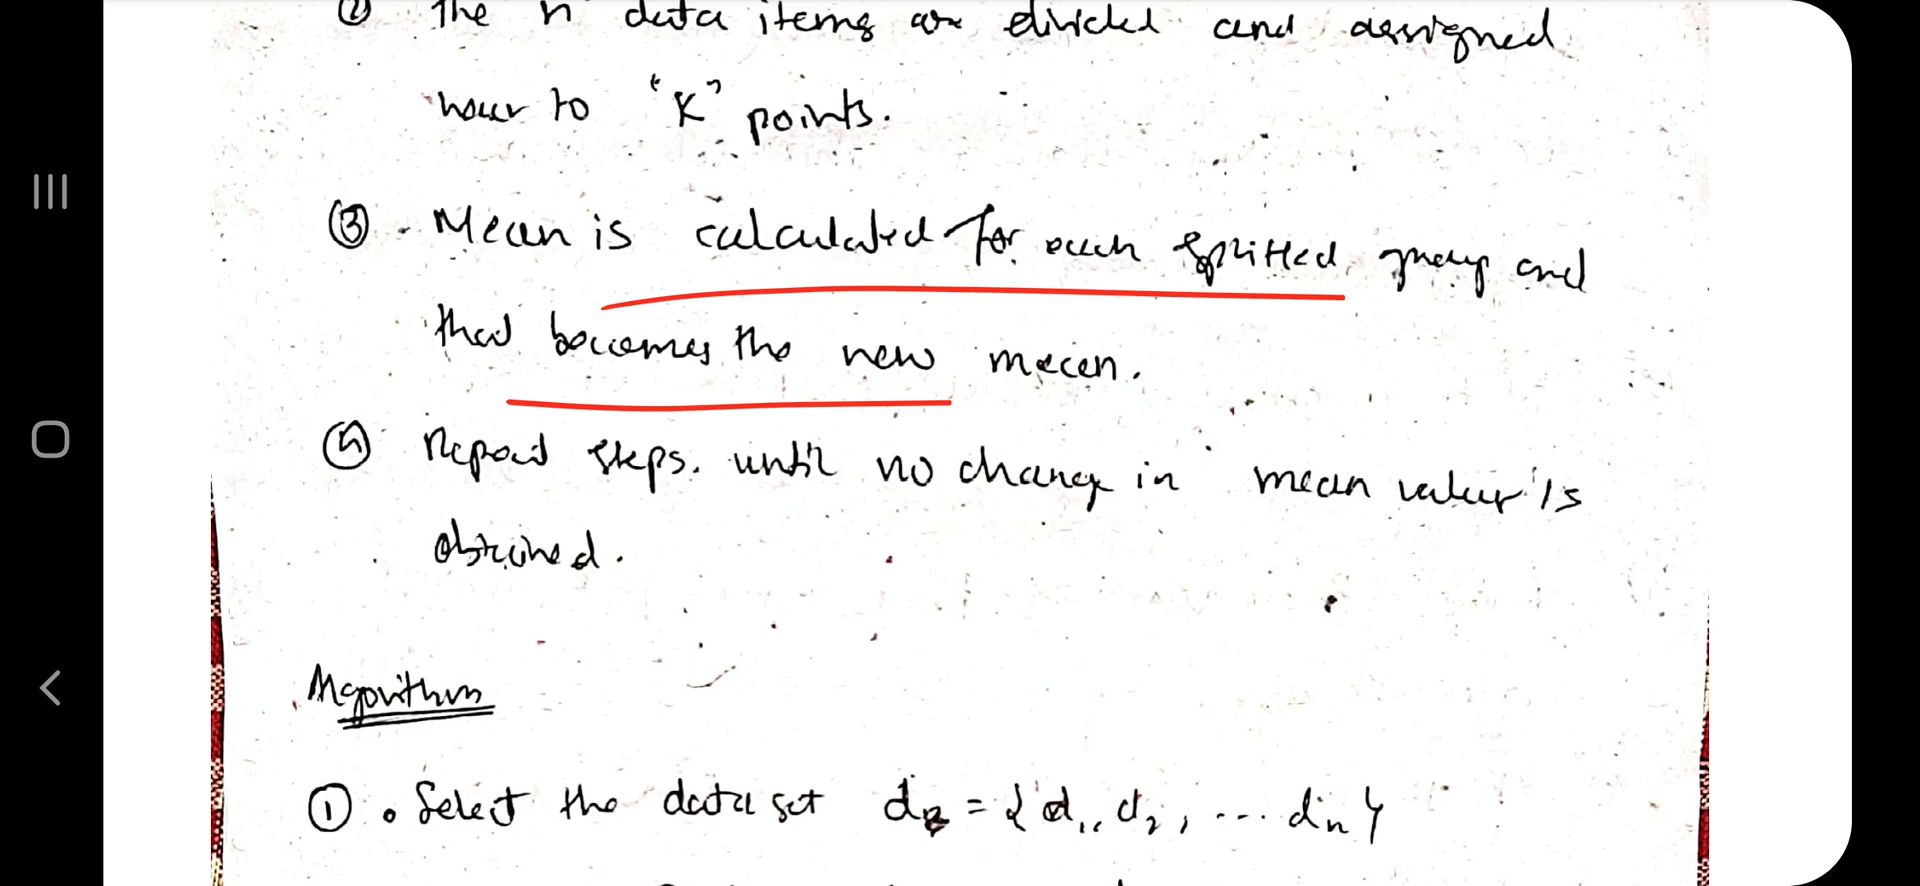 ② The n data items are divided and assigned
near to "K" points.
③ Mean is calculated for each splitted group and
that becomes the new mean.
④ Repeat steps. until no change in mean value is
obtained.
Algorithm
① . Select the data set d = { d1, d2, ... dn }